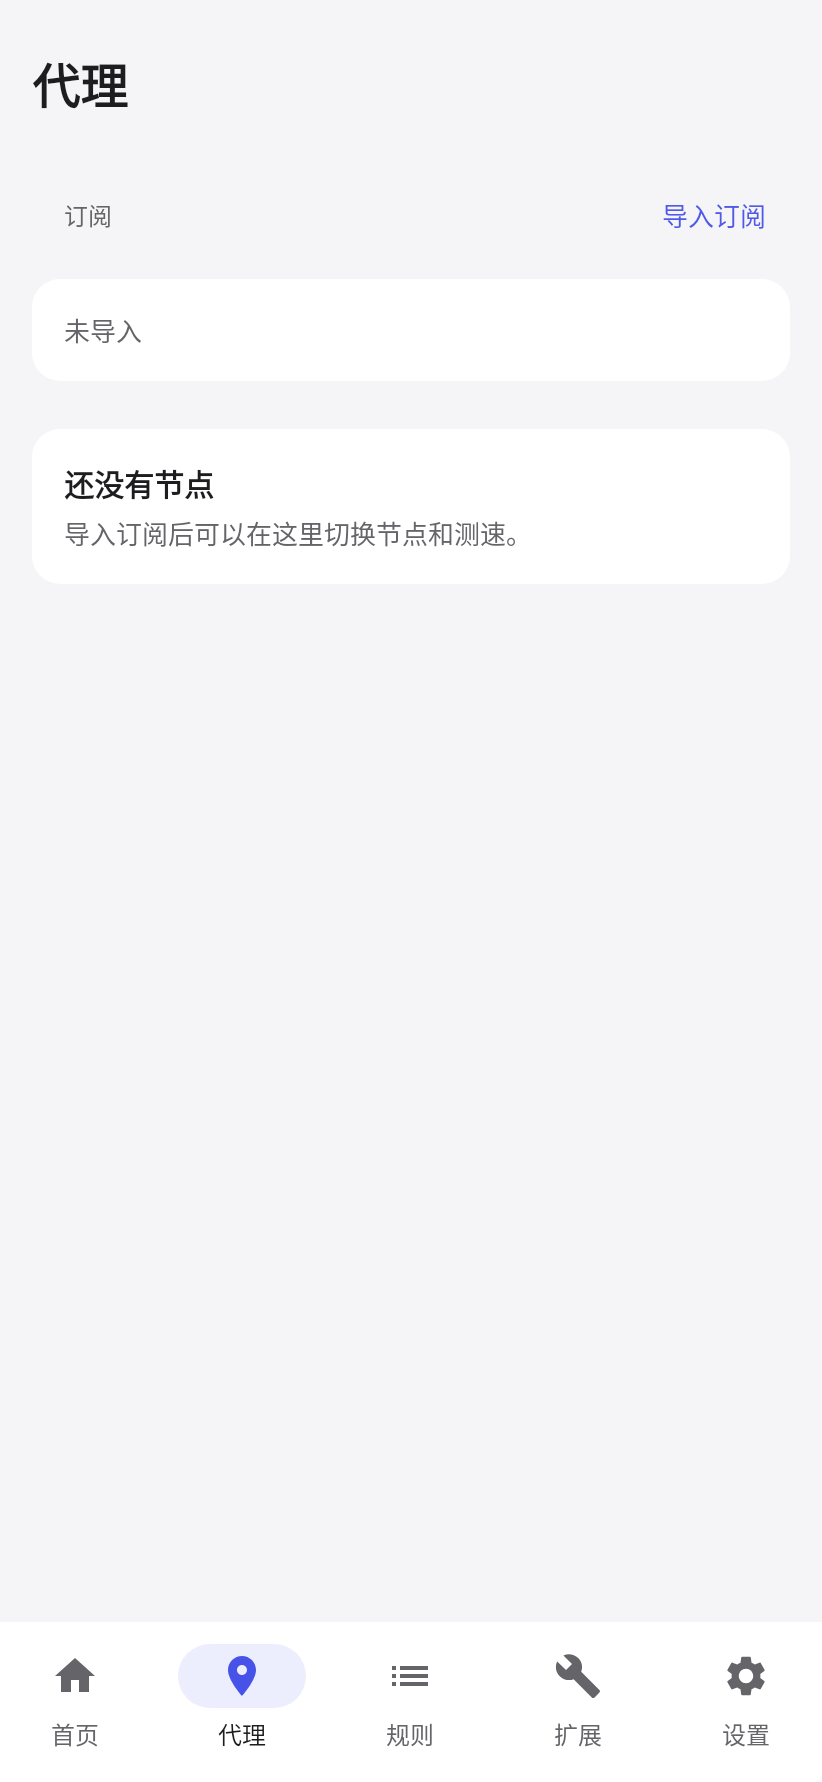 代理
订阅
导入订阅
未导入
还没有节点
导入订阅后可以在这里切换节点和测速。
首页
代理
规则
扩展
设置